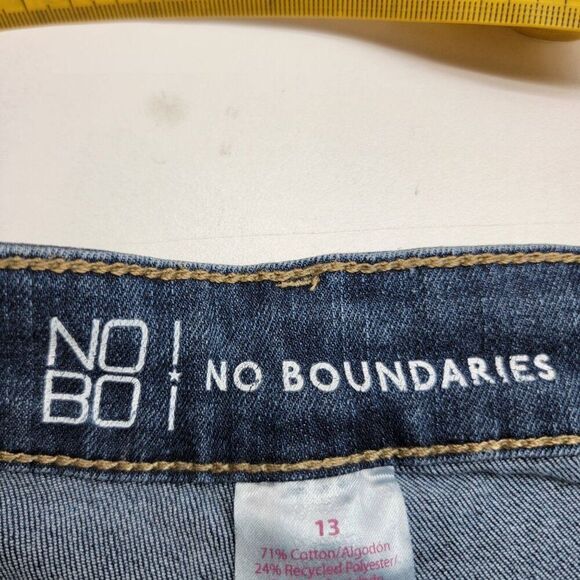 NO
BO
NO BOUNDARIES
13
71% Cotton/Algodón
24% Recycled Polyester/